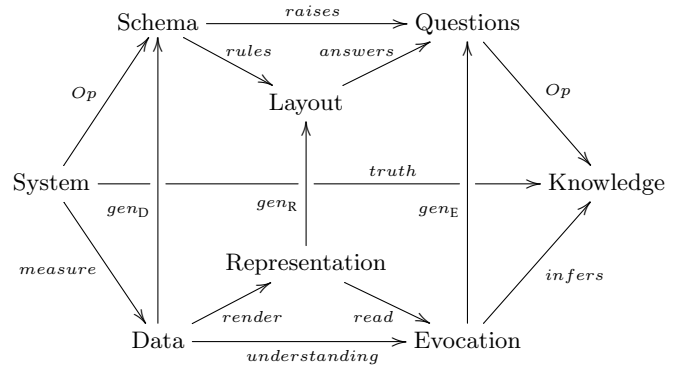 raises
Schema Questions
rules answers
Op Op
Layout
truth
System Knowledge
gen_D gen_R gen_E
Representation
measure infers
render read
Data Evocation
understanding